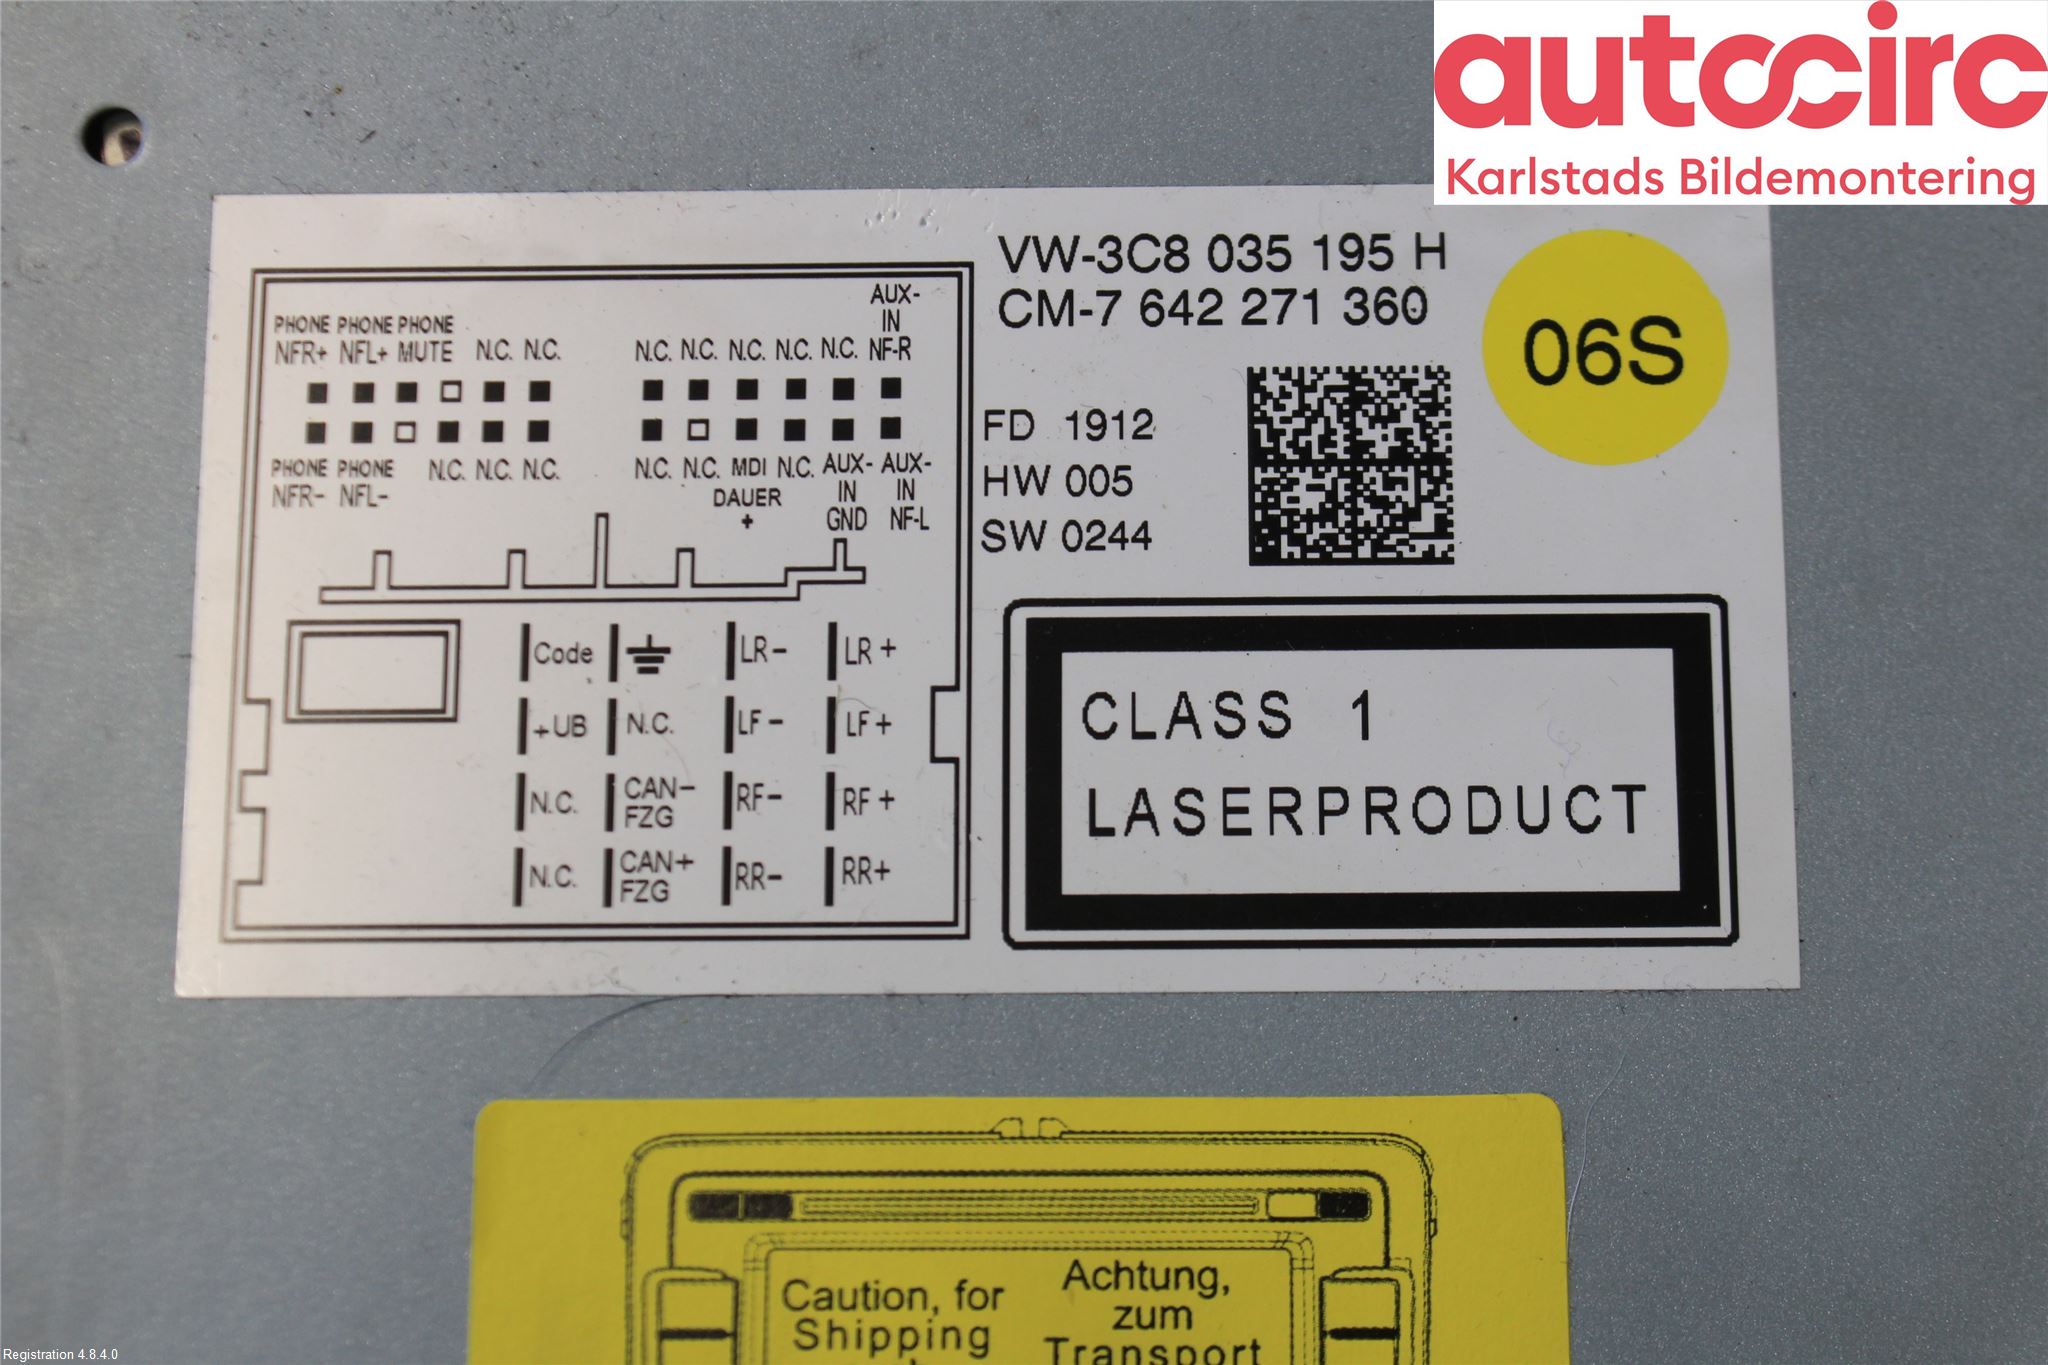 autocirc
Karlstads Bildemontering
VW-3C8 035 195 H
CM-7 642 271 360
06S
FD 1912
HW 005
SW 0244
AUX-
PHONE PHONE PHONE IN
NFR+ NFL+ MUTE N.C. N.C. N.C. N.C. N.C. N.C. N.C. NF-R
PHONE PHONE N.C. N.C. N.C. N.C. N.C. MDI N.C. AUX- AUX-
NFR- NFL- DAUER IN IN
+ GND NF-L
Code LR- LR+
+UB N.C. LF- LF+
N.C. CAN- FZG RF- RF+
N.C. CAN+ FZG RR- RR+
CLASS 1
LASERPRODUCT
Caution, for
Shipping
Achtung,
zum
Transport
Registration 4.8.4.0